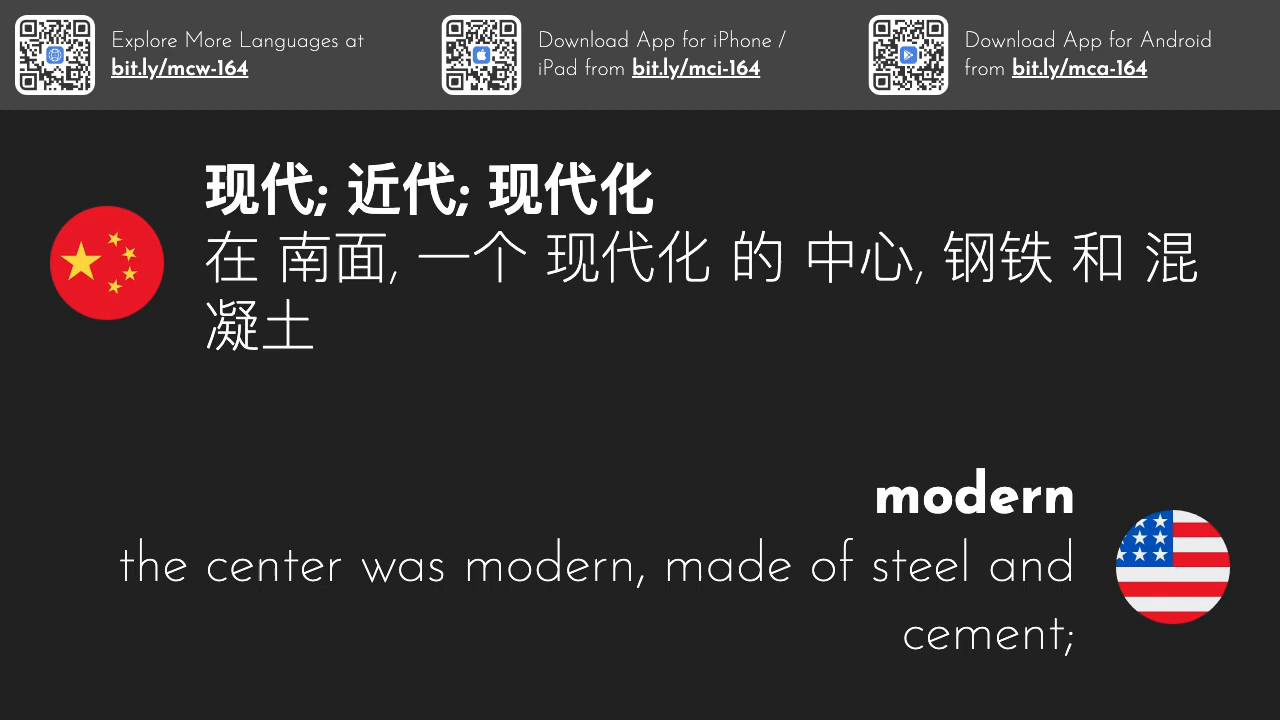 Explore More Languages at
bit.ly/mcw-164
Download App for iPhone /
iPad from bit.ly/mci-164
Download App for Android
from bit.ly/mca-164
现代; 近代; 现代化
在 南面, 一个 现代化 的 中心, 钢铁 和 混
凝土
modern
the center was modern, made of steel and
cement;